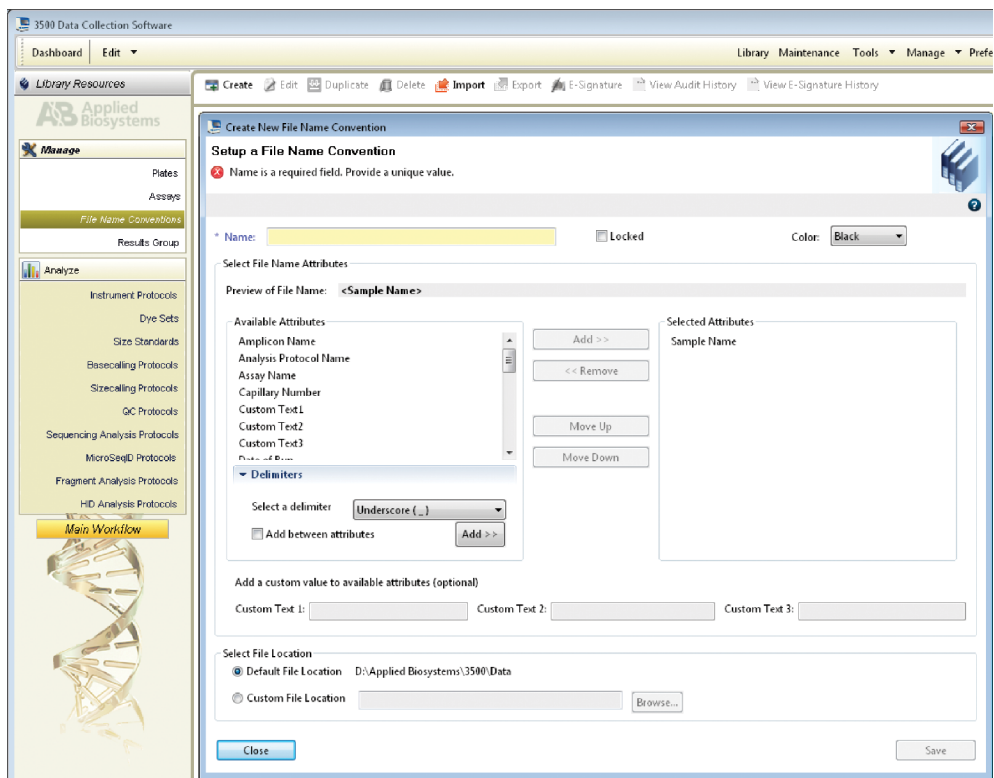 3500 Data Collection Software
Dashboard Edit Library Maintenance Tools Manage Prefe
Library Resources
Create Edit Duplicate Delete Import Export E-Signature View Audit History View E-Signature History
AB Applied
Biosystems
Manage
Plates
Assays
File Name Conventions
Results Group
Analyze
Instrument Protocols
Dye Sets
Size Standards
Basecalling Protocols
Sizecalling Protocols
QC Protocols
Sequencing Analysis Protocols
MicroSeqID Protocols
Fragment Analysis Protocols
HID Analysis Protocols
Main Workflow
Create New File Name Convention
Setup a File Name Convention
Name is a required field. Provide a unique value.
* Name: Locked Color: Black
Select File Name Attributes
Preview of File Name: <Sample Name>
Available Attributes
Amplicon Name
Analysis Protocol Name
Assay Name
Capillary Number
Custom Text1
Custom Text2
Custom Text3
Date of Run
Add >>
<< Remove
Move Up
Move Down
Selected Attributes
Sample Name
Delimiters
Select a delimiter Underscore (_)
Add between attributes Add >>
Add a custom value to available attributes (optional)
Custom Text 1: Custom Text 2: Custom Text 3:
Select File Location
Default File Location D:\Applied Biosystems\3500\Data
Custom File Location Browse...
Close Save